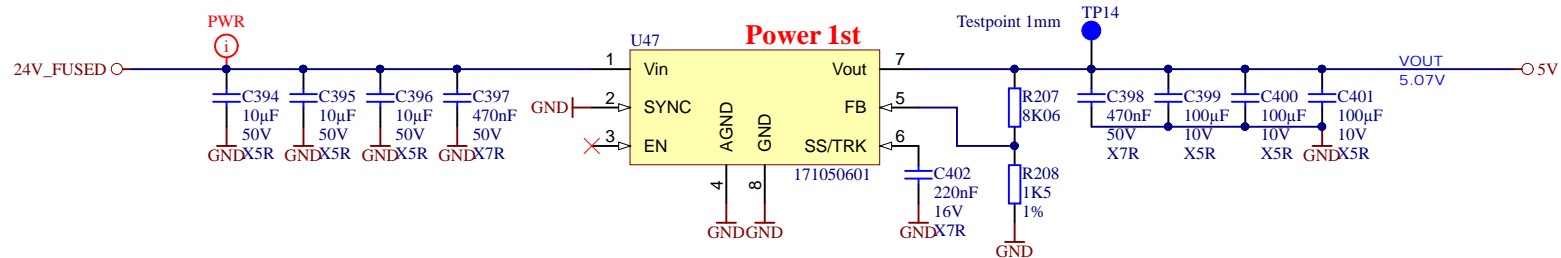 PWR
i
24V_FUSED
C394
10µF
50V
X5R
GND
C395
10µF
50V
X5R
GND
C396
10µF
50V
X5R
GND
C397
470nF
50V
X7R
GND
U47
Power 1st
1
Vin
GND
2
SYNC
3
EN
AGND
GND
4
8
GND
GND
Vout
7
FB
5
SS/TRK
6
171050601
C402
220nF
16V
X7R
GND
R207
8K06
R208
1K5
1%
GND
Testpoint 1mm
TP14
C398
470nF
50V
X7R
C399
100µF
10V
X5R
C400
100µF
10V
X5R
C401
100µF
10V
X5R
GND
VOUT
5.07V
5V